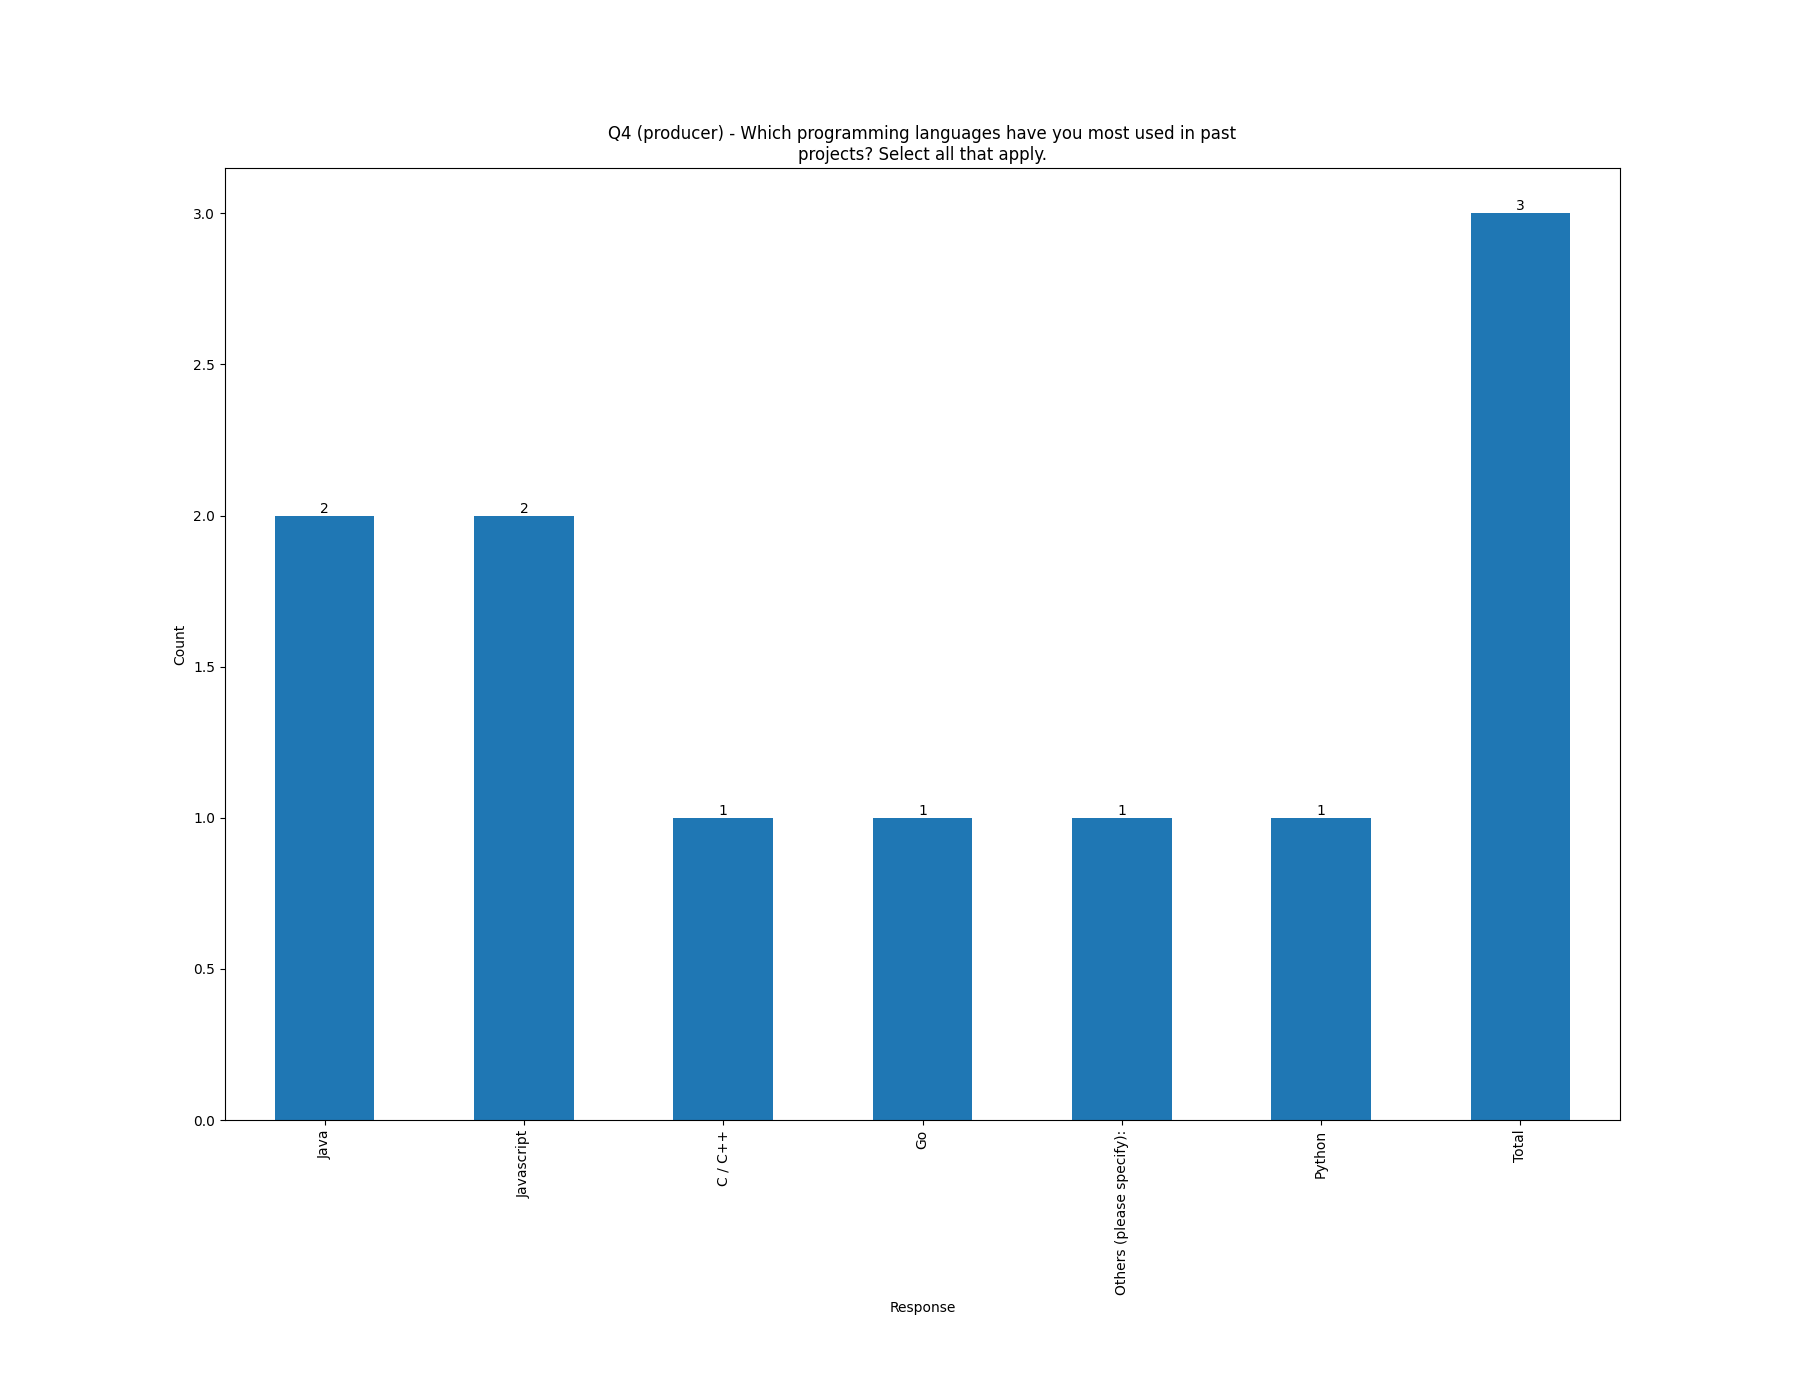 Q4 (producer) - Which programming languages have you most used in past
projects? Select all that apply.
3.0
2.5
2.0
1.5
1.0
0.5
0.0
Count
2
2
1
1
1
1
3
Java
Javascript
C / C++
Go
Others (please specify):
Python
Total
Response